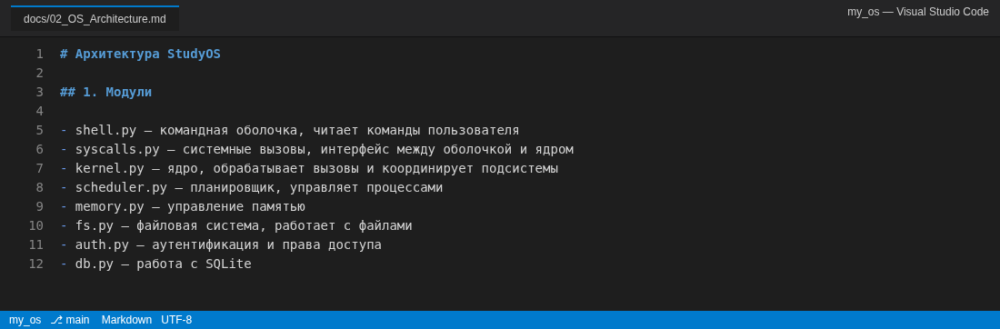 docs/02_OS_Architecture.md
my_os — Visual Studio Code
1 # Архитектура StudyOS
2
3 ## 1. Модули
4
5 - shell.py — командная оболочка, читает команды пользователя
6 - syscalls.py — системные вызовы, интерфейс между оболочкой и ядром
7 - kernel.py — ядро, обрабатывает вызовы и координирует подсистемы
8 - scheduler.py — планировщик, управляет процессами
9 - memory.py — управление памятью
10 - fs.py — файловая система, работает с файлами
11 - auth.py — аутентификация и права доступа
12 - db.py — работа с SQLite
my_os ⎇ main Markdown UTF-8